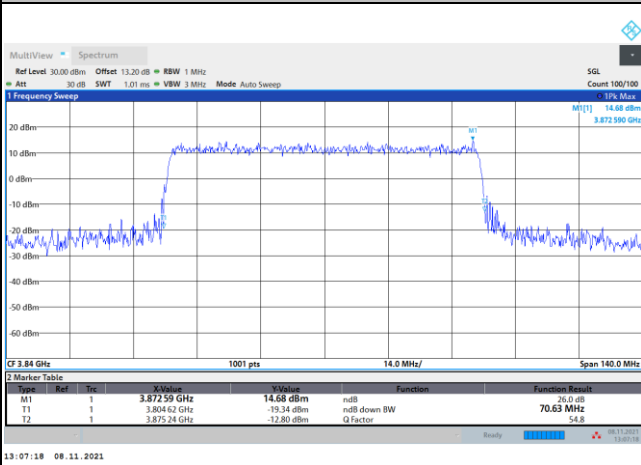 MultiView Spectrum
Ref Level 30.00 dBm Offset 13.20 dB RBW 1 MHz SGL
Att 30 dB SWT 1.01 ms VBW 3 MHz Mode Auto Sweep Count 100/100
1 Frequency Sweep 1Pk Max
M1[1] 14.68 dBm
3.872 590 GHz
M1
20 dBm
10 dBm
0 dBm
-10 dBm
-20 dBm
-30 dBm
-40 dBm
-50 dBm
-60 dBm
CF 3.84 GHz 1001 pts 14.0 MHz/ Span 140.0 MHz
2 Marker Table
Type Ref Trc X-Value Y-Value Function Function Result
M1 1 3.872 59 GHz 14.68 dBm ndB 26.0 dB
T1 1 3.804 62 GHz -19.34 dBm ndB down BW 70.63 MHz
T2 1 3.875 24 GHz -12.80 dBm Q Factor 54.8
Ready 08.11.2021
13:07:18
13:07:18 08.11.2021